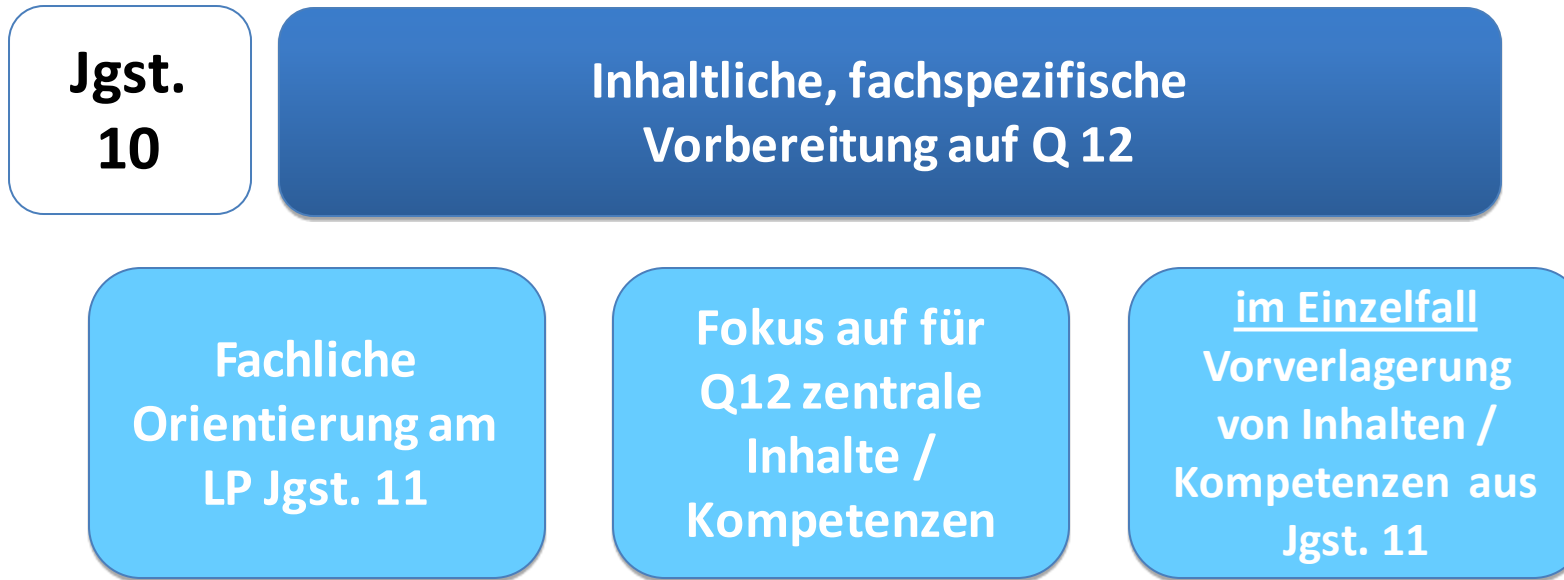 Jgst.
10
Inhaltliche, fachspezifische
Vorbereitung auf Q 12
Fachliche
Orientierung am
LP Jgst. 11
Fokus auf für
Q12 zentrale
Inhalte /
Kompetenzen
im Einzelfall
Vorverlagerung
von Inhalten /
Kompetenzen aus
Jgst. 11